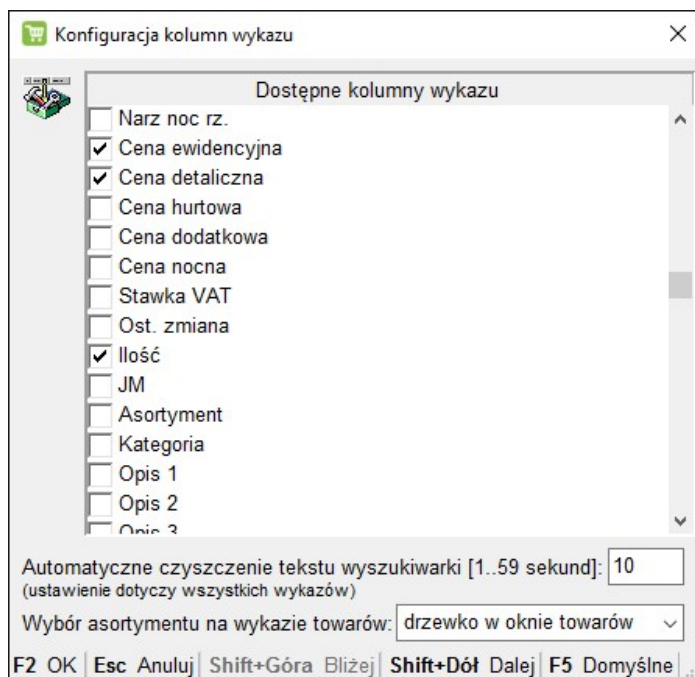 Konfiguracja kolumn wykazu
Dostępne kolumny wykazu
Narz noc rz.
Cena ewidencyjna
Cena detaliczna
Cena hurtowa
Cena dodatkowa
Cena nocna
Stawka VAT
Ost. zmiana
Ilość
JM
Asortyment
Kategoria
Opis 1
Opis 2
Opis 3
Automatyczne czyszczenie tekstu wyszukiwarki [1..59 sekund]: 10
(ustawienie dotyczy wszystkich wykazów)
Wybór asortymentu na wykazie towarów: drzewko w oknie towarów
F2 OK Esc Anuluj Shift+Góra Bliżej Shift+Dół Dalej F5 Domyślne